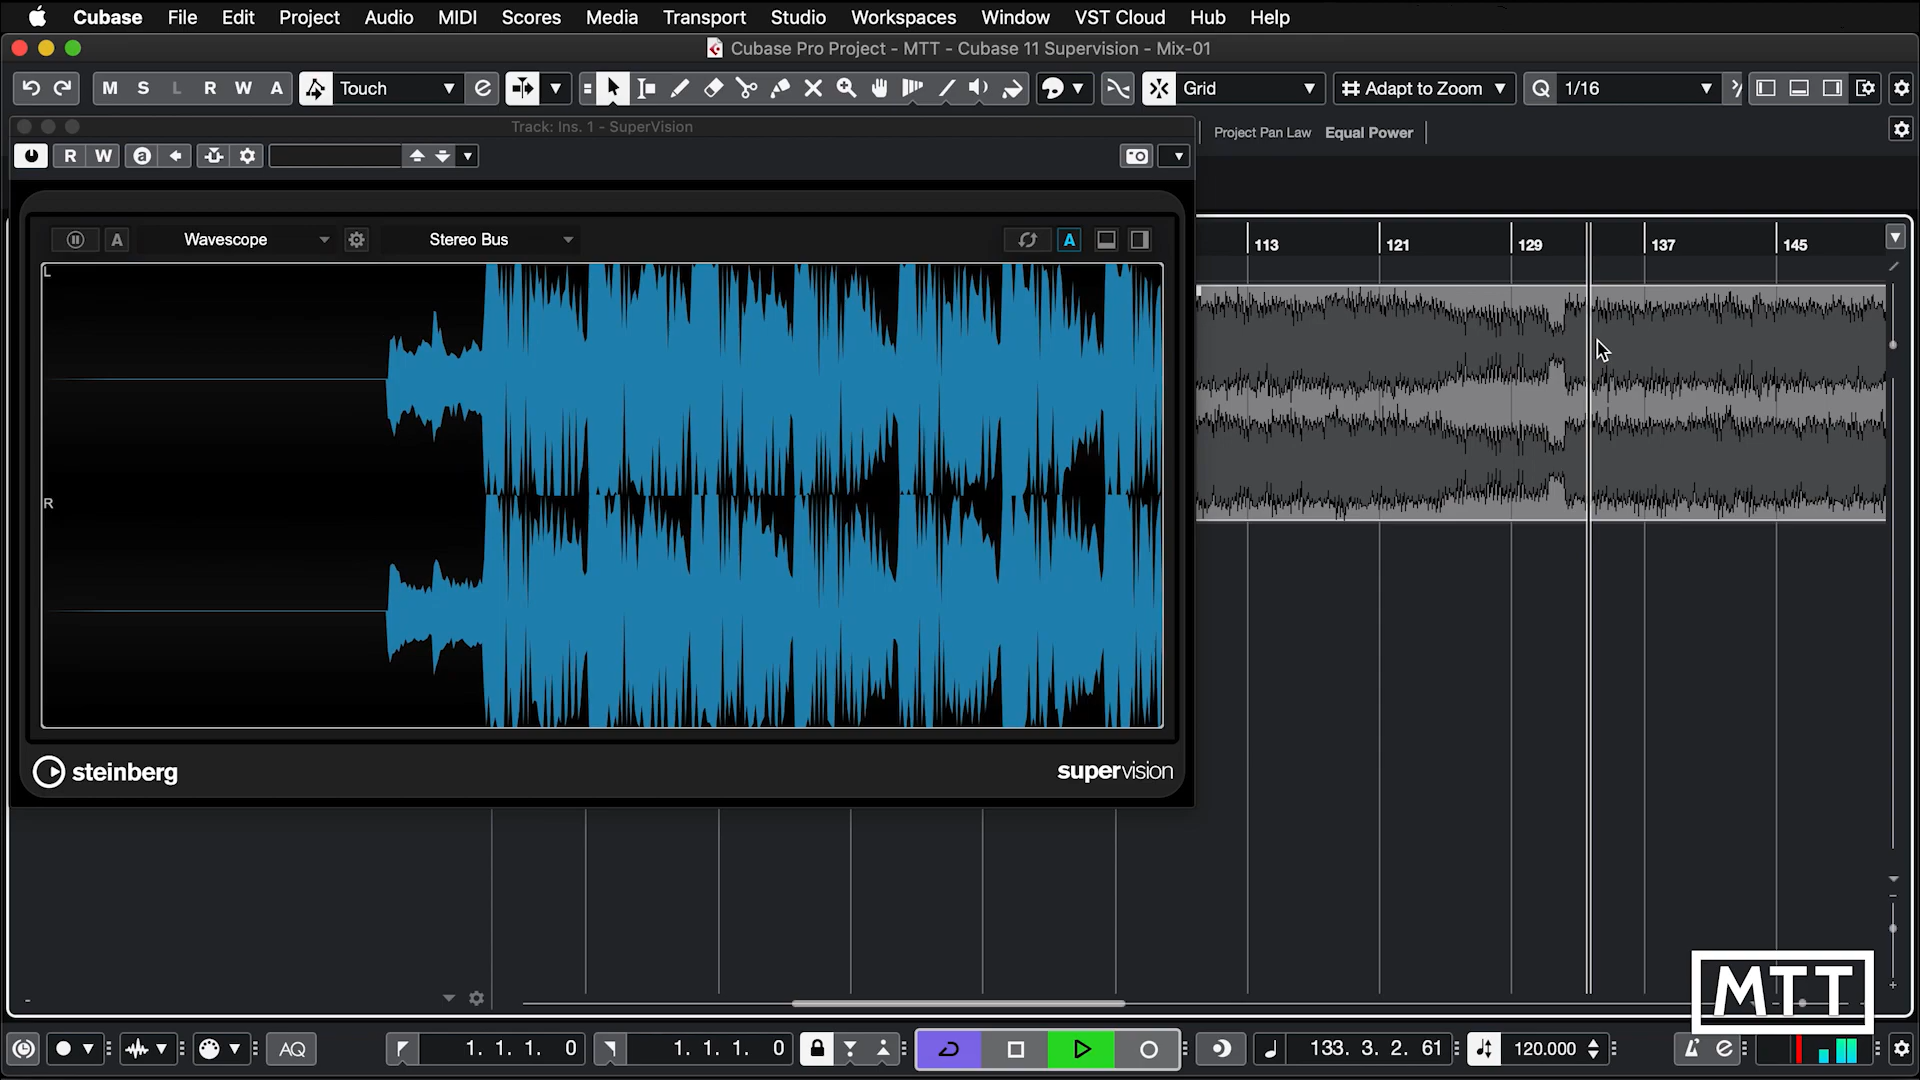 Cubase File Edit Project Audio MIDI Scores Media Transport Studio Workspaces Window VST Cloud Hub Help
Cubase Pro Project - MTT - Cubase 11 Supervision - Mix-01
M S L R W A Touch e Grid Adapt to Zoom Q 1/16
Track: Ins. 1 - SuperVision
Project Pan Law Equal Power
R W a
A Wavescope Stereo Bus A
113 121 129 137 145
L
R
steinberg supervision
MTT
AQ 1. 1. 1. 0 1. 1. 1. 0 133. 3. 2. 61 120.000 e